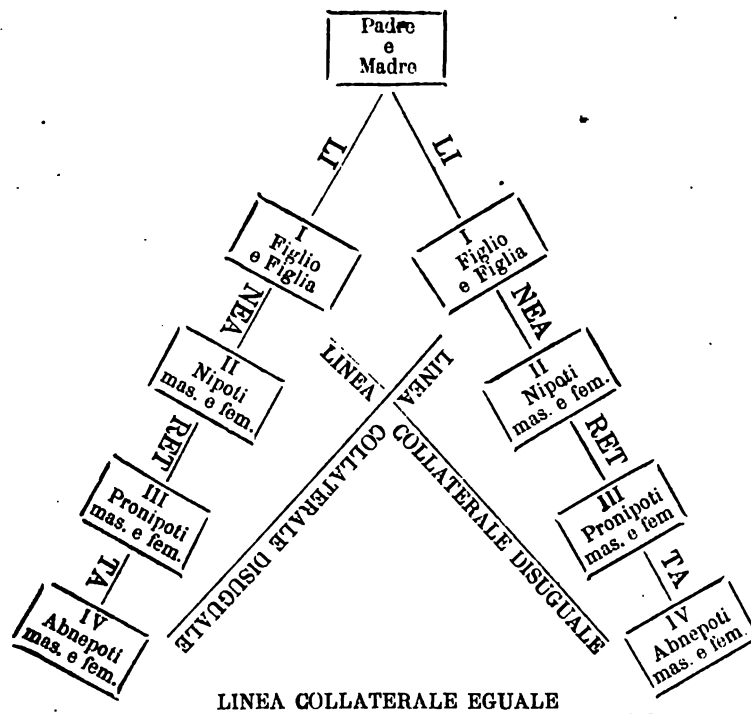 Padre
e
Madre
LI
LI
I
Figlio
e Figlia
I
Figlio
e Figlia
NEA
NEA
II
Nipoti
mas. e fem.
II
Nipoti
mas. e fem.
RET
RET
III
Pronipoti
mas. e fem.
III
Pronipoti
mas. e fem
TA
TA
IV
Abnepoti
mas. e fem.
IV
Abnepoti
mas. e fem.
LINEA COLLATERALE DISUGUALE
LINEA COLLATERALE DISUGUALE
LINEA COLLATERALE EGUALE